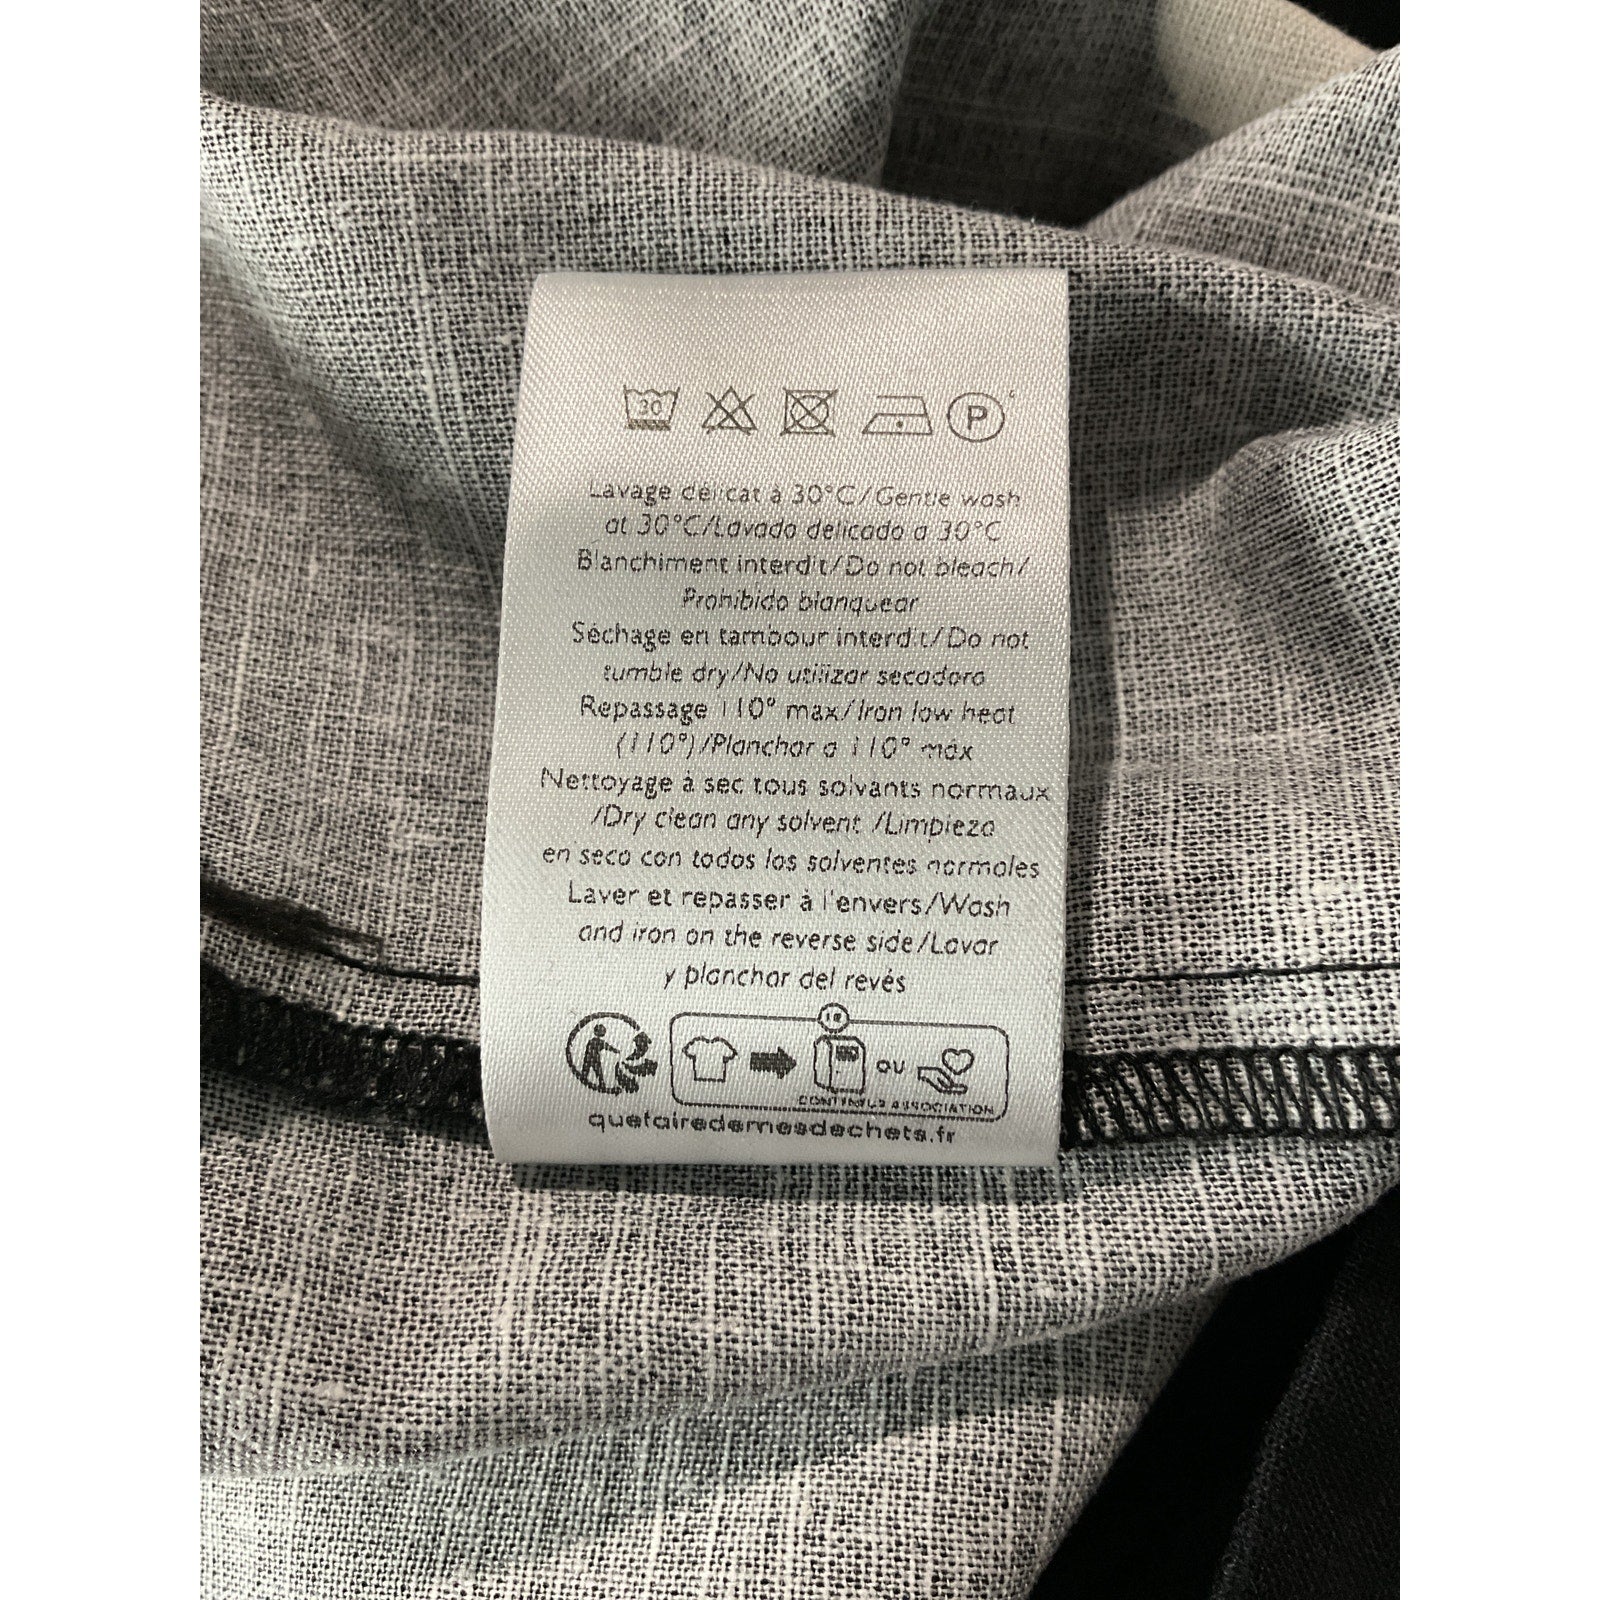 30
P
Lavage délicat à 30°C/Gentle wash
at 30°C/Lavado delicado a 30°C
Blanchiment interdit/Do not bleach/
Prohibido blanquear
Séchage en tambour interdit/Do not
tumble dry/No utilizar secadora
Repassage 110° max/Iron low heat
(110°)/Planchar a 110° máx
Nettoyage à sec tous solvants normaux
/Dry clean any solvent /Limpieza
en seco con todos los solventes normales
Laver et repasser à l'envers/Wash
and iron on the reverse side/Lavar
y planchar del revés
OU
ASSOCIATION
quefairedemesdechets.fr